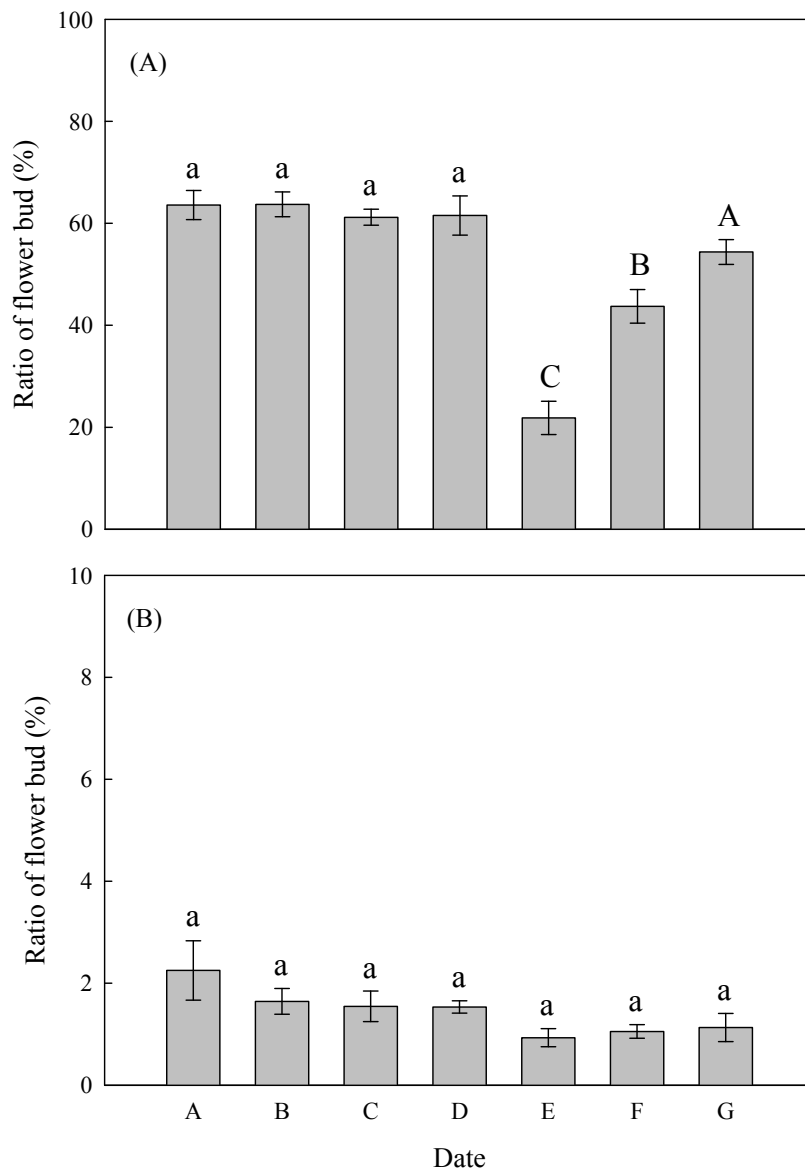 100
(A)
80
a a a a
A
60
B
40
C
20
0
Ratio of flower bud (%)
10
(B)
8
6
4
a
a a a
2
a a a
0
Ratio of flower bud (%)
A B C D E F G
Date